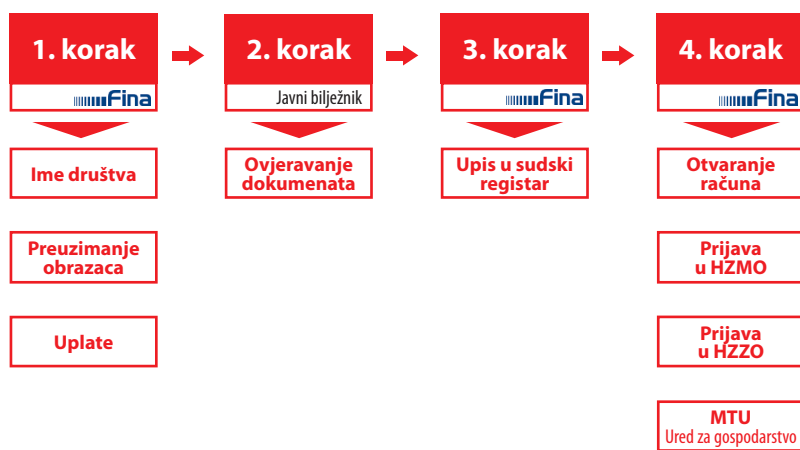 1. korak
Fina
Ime društva
Preuzimanje
obrazaca
Uplate
2. korak
Javni bilježnik
Ovjeravanje
dokumenata
3. korak
Fina
Upis u sudski
registar
4. korak
Fina
Otvaranje
računa
Prijava
u HZMO
Prijava
u HZZO
MTU
Ured za gospodarstvo